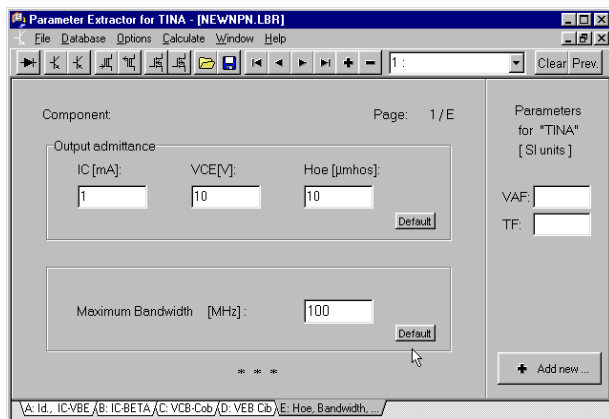 Parameter Extractor for TINA - [NEWNPN.LBR]
File Database Options Calculate Window Help
1 : Clear Prev.
Component: Page: 1 / E
Output admittance
IC [mA]: VCE[V]: Hoe [µmhos]:
1 10 10
Default
Maximum Bandwidth [MHz] : 100
Default
* * *
Parameters
for "TINA"
[ SI units ]
VAF:
TF:
Add new ...
A: Id., IC-VBE B: IC-BETA C: VCB-Cob D: VEB Cib E: Hoe, Bandwidth, ...